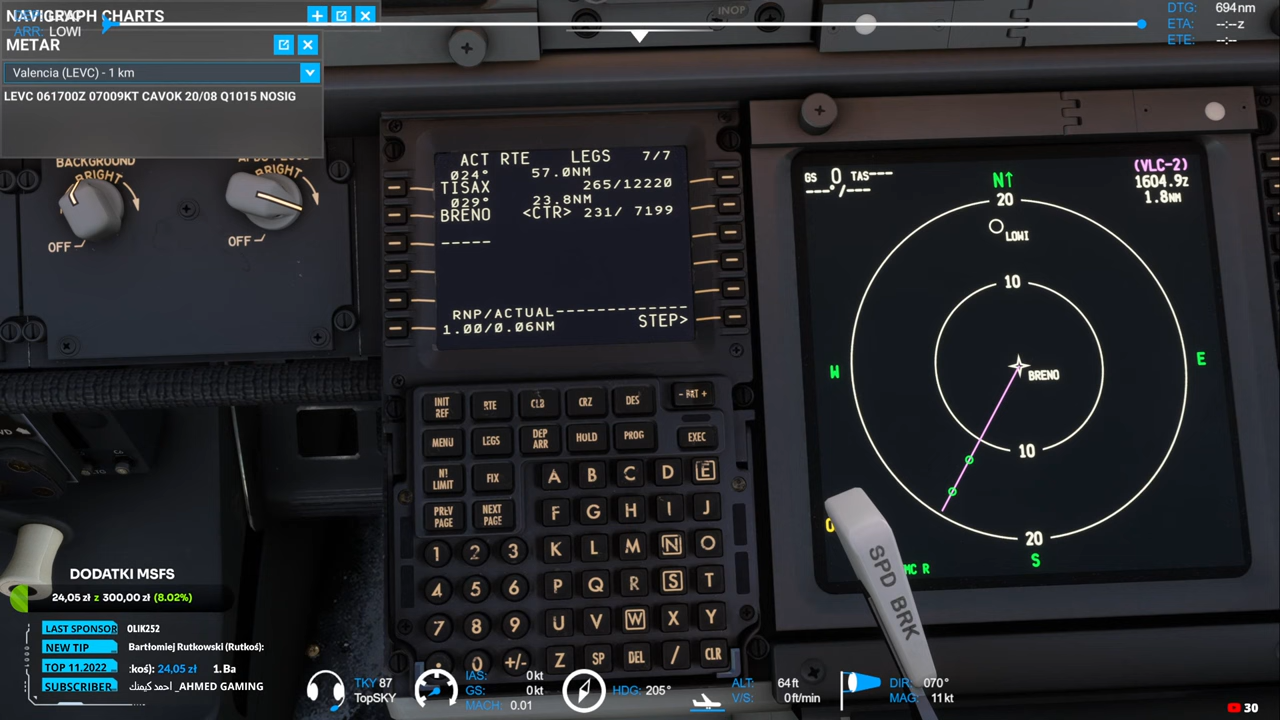 NAVIGRAPH CHARTS
ARR: LOWI
METAR
Valencia (LEVC) - 1 km
LEVC 061700Z 07009KT CAVOK 20/08 Q1015 NOSIG
INOP
DTG: 694nm
ETA: --:--z
ETE: --:--
BACKGROUND
BRIGHT
BRIGHT
OFF
OFF
ACT RTE LEGS 7/7
024° 57.0NM
TISAX 265/12220
029° 23.8NM
BRENO <CTR> 231/ 7199
-----
RNP/ACTUAL--------------
1.00/0.06NM STEP>
GS 0 TAS---
---°/---
N↑
(VLC-2)
1604.9z
1.8NM
20
LOWI
10
W
E
BRENO
10
20
S
MC R
SPD BRK
INIT REF
RTE
CLB
CRZ
DES
- BRT +
MENU
LEGS
DEP ARR
HOLD
PROG
EXEC
N1 LIMIT
FIX
A B C D E
PREV PAGE
NEXT PAGE
F G H I J
1 2 3
K L M N O
4 5 6
P Q R S T
7 8 9
U V W X Y
. 0 +/-
Z SP DEL / CLR
DODATKI MSFS
24,05 zł z 300,00 zł (8.02%)
LAST SPONSOR 0LIK252
NEW TIP Bartłomiej Rutkowski (Rutkoś):
TOP 11.2022 :koś): 24,05 zł 1. Ba
SUBSCRIBER احمد كيمنك _AHMED GAMING
TKY 87
TopSKY
IAS: 0kt
GS: 0kt
MACH: 0.01
HDG: 205°
ALT: 64ft
V/S: 0ft/min
DIR: 070°
MAG: 11kt
30